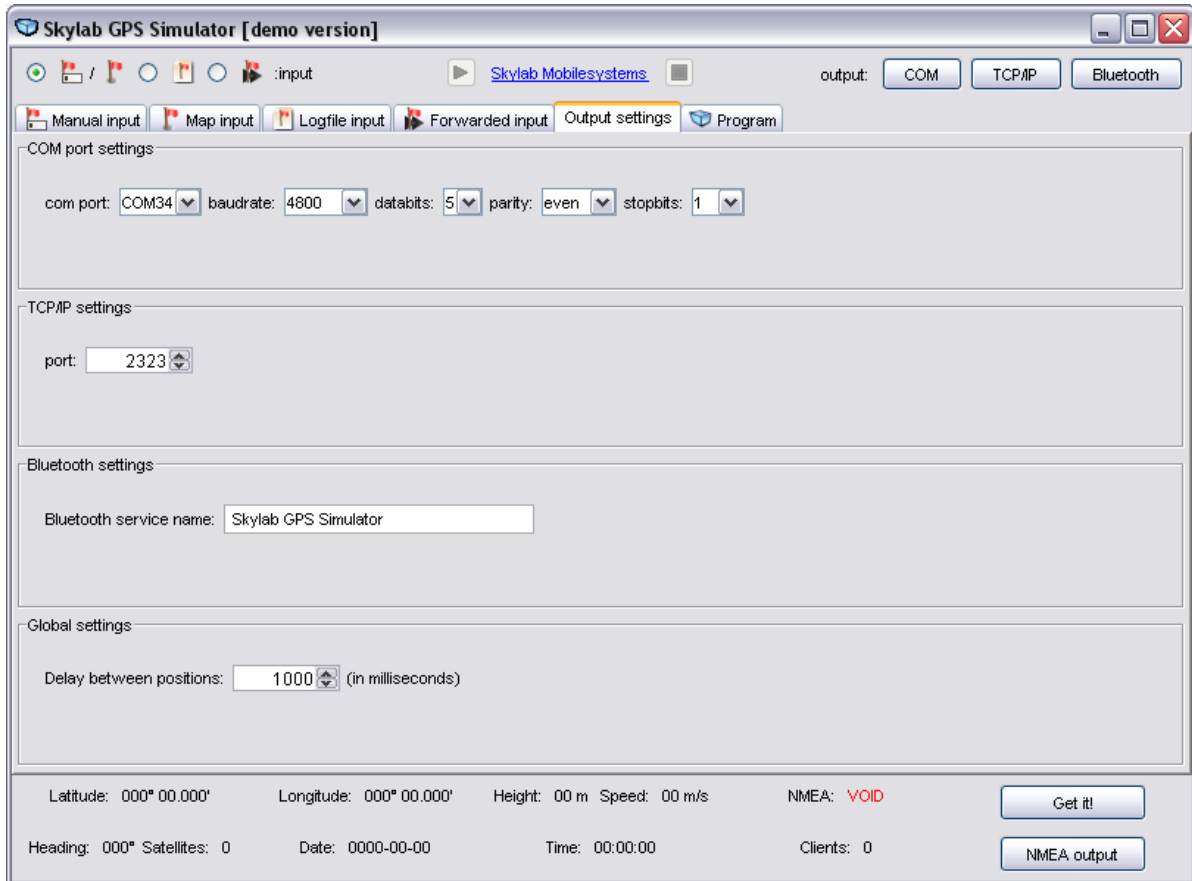 Skylab GPS Simulator [demo version]
/ :input Skylab Mobilesystems output: COM TCP/IP Bluetooth
Manual input Map input Logfile input Forwarded input Output settings Program
COM port settings
com port: COM34 baudrate: 4800 databits: 5 parity: even stopbits: 1
TCP/IP settings
port: 2323
Bluetooth settings
Bluetooth service name: Skylab GPS Simulator
Global settings
Delay between positions: 1000 (in milliseconds)
Latitude: 000° 00.000' Longitude: 000° 00.000' Height: 00 m Speed: 00 m/s NMEA: VOID Get it!
Heading: 000° Satellites: 0 Date: 0000-00-00 Time: 00:00:00 Clients: 0 NMEA output